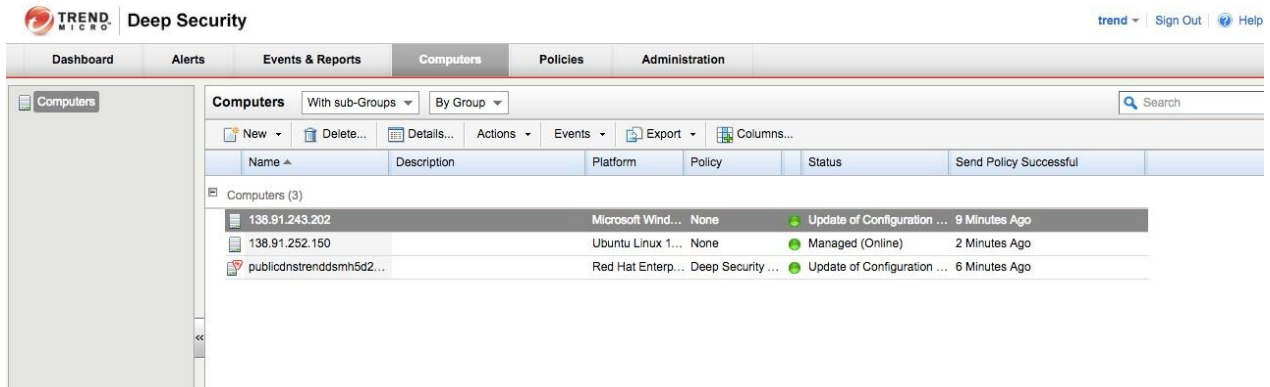 TREND MICRO Deep Security trend Sign Out Help
Dashboard Alerts Events & Reports Computers Policies Administration
Computers
Computers With sub-Groups By Group Search
New Delete... Details... Actions Events Export Columns...
Name Description Platform Policy Status Send Policy Successful
Computers (3)
138.91.243.202 Microsoft Wind... None Update of Configuration ... 9 Minutes Ago
138.91.252.150 Ubuntu Linux 1... None Managed (Online) 2 Minutes Ago
publicdnstrenddsmh5d2... Red Hat Enterp... Deep Security ... Update of Configuration ... 6 Minutes Ago